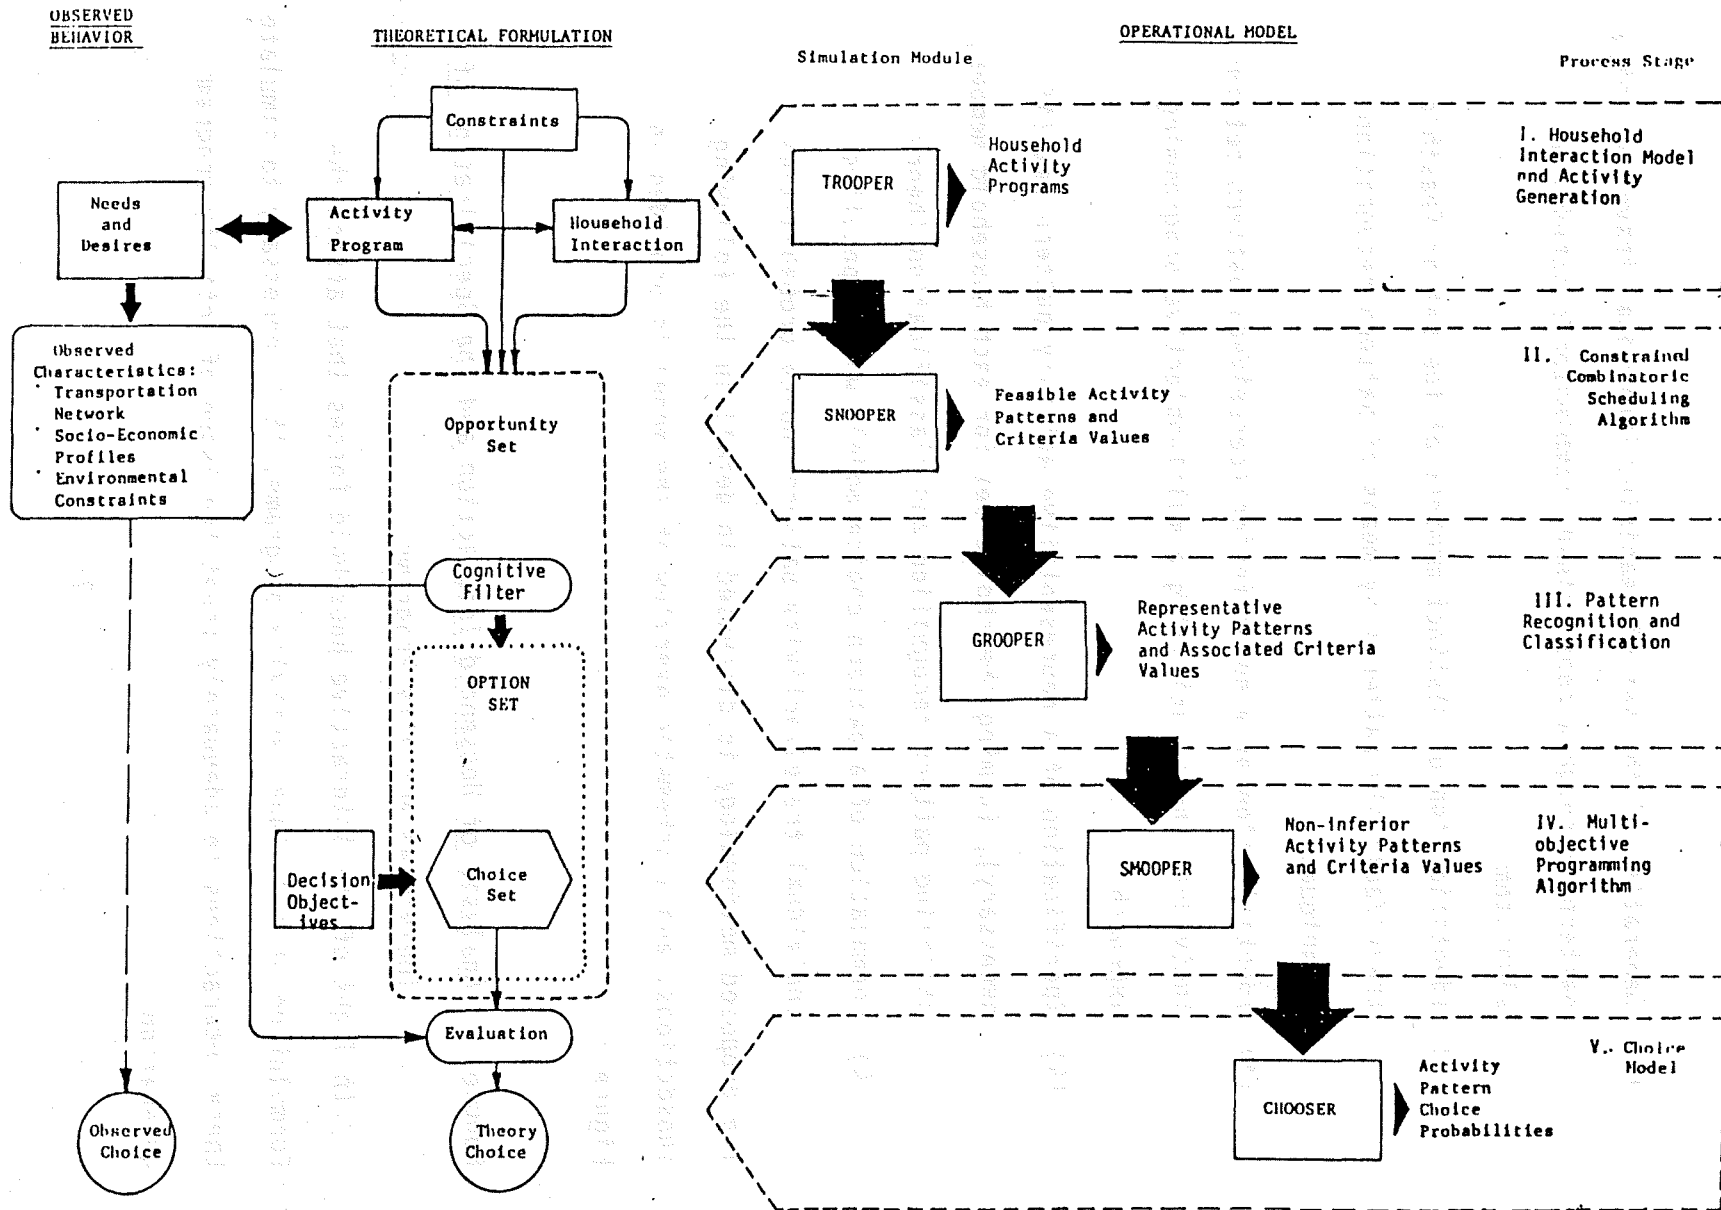 OBSERVED
BEHAVIOR
THEORETICAL FORMULATION
OPERATIONAL MODEL
Simulation Module
Process Stage
Constraints
Needs
and
Desires
Activity
Program
Household
Interaction
Observed
Characteristics:
Transportation
Network
Socio-Economic
Profiles
Environmental
Constraints
Opportunity
Set
Cognitive
Filter
OPTION
SET
Decision
Object-
ives
Choice
Set
Evaluation
Observed
Choice
Theory
Choice
TROOPER
Household
Activity
Programs
I. Household
Interaction Model
and Activity
Generation
SNOOPER
Feasible Activity
Patterns and
Criteria Values
II. Constrained
Combinatoric
Scheduling
Algorithm
GROOPER
Representative
Activity Patterns
and Associated Criteria
Values
III. Pattern
Recognition and
Classification
SMOOPER
Non-inferior
Activity Patterns
and Criteria Values
IV. Multi-
objective
Programming
Algorithm
CHOOSER
Activity
Pattern
Choice
Probabilities
V. Choice
Model